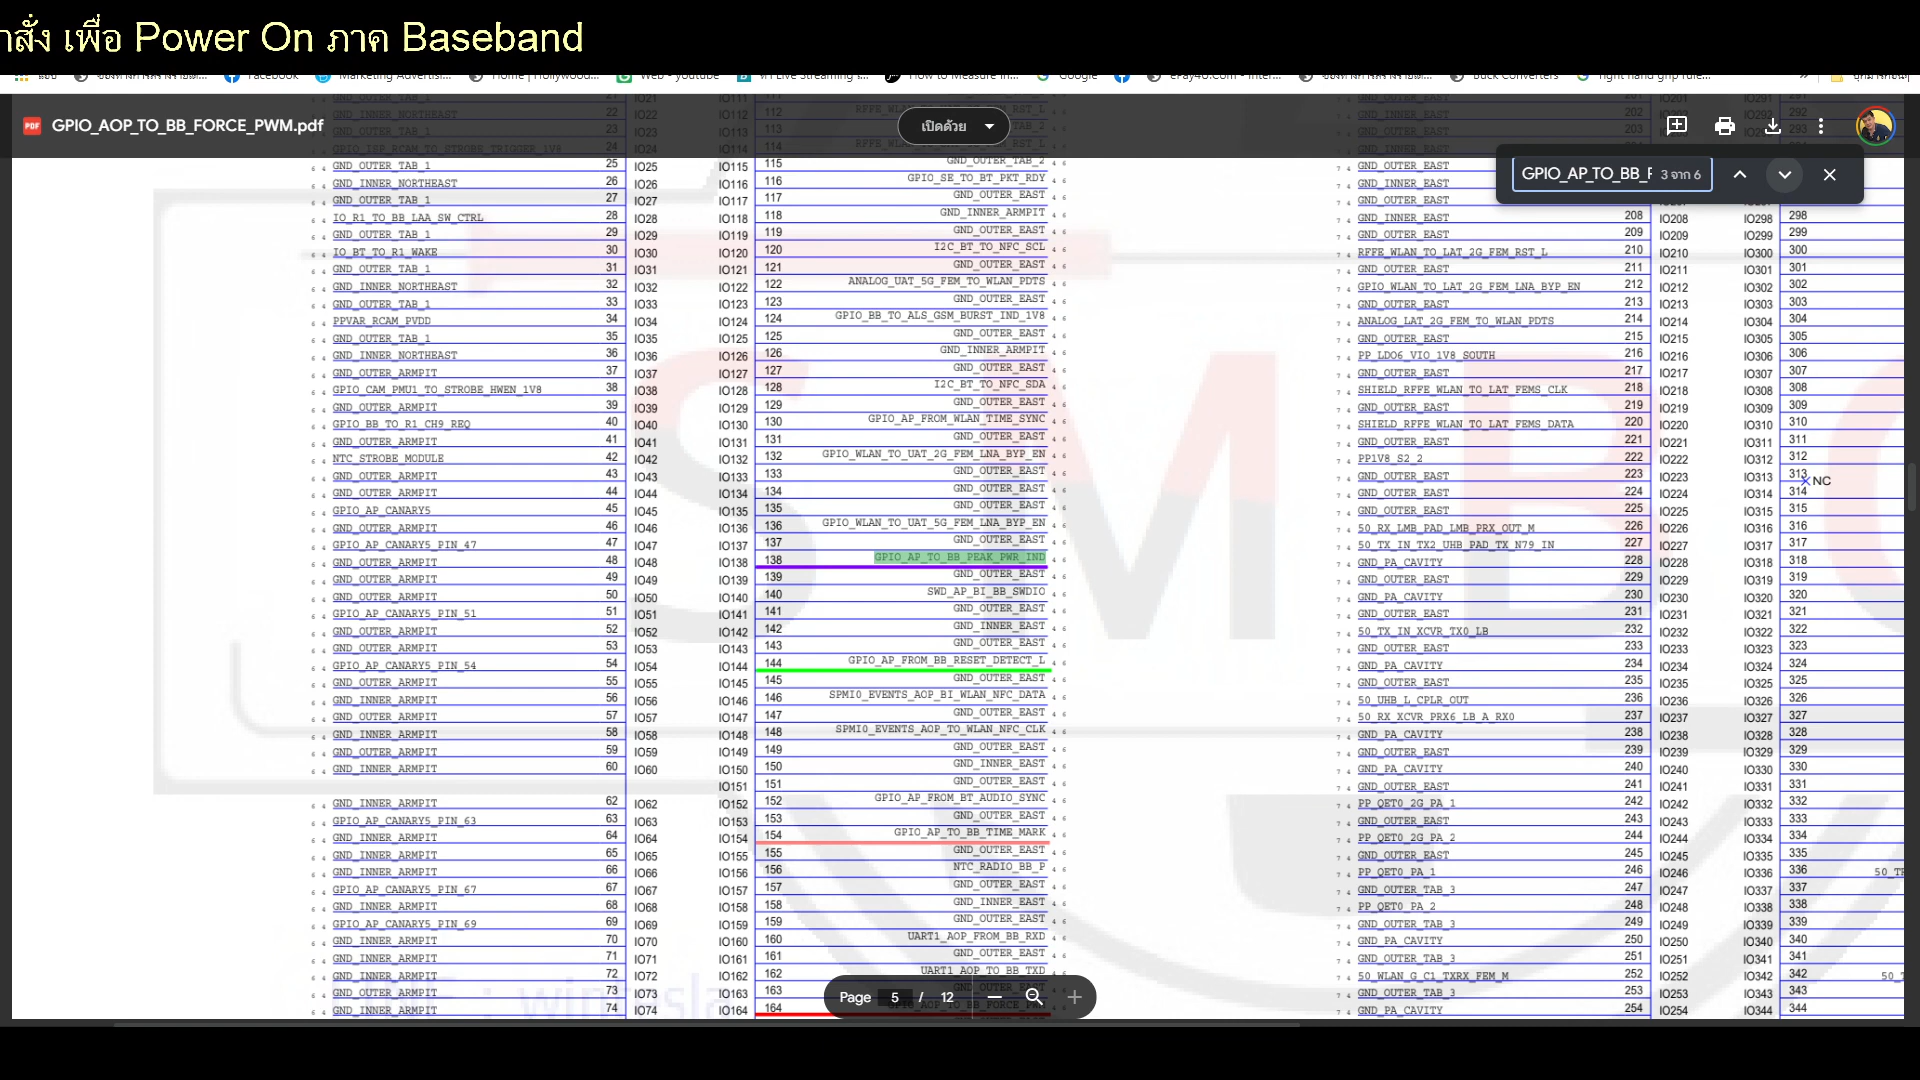 าสั่ง เพื่อ Power On ภาค Baseband
GPIO_AOP_TO_BB_FORCE_PWM.pdf
เปิดด้วย
GPIO_AP_TO_BB_F 3 จาก 6
GND_OUTER_TAB_1 25 IO25
GND_INNER_NORTHEAST 26 IO26
GND_OUTER_TAB_1 27 IO27
IO_R1_TO_BB_LAA_SW_CTRL 28 IO28
GND_OUTER_TAB_1 29 IO29
IO_BT_TO_R1_WAKE 30 IO30
GND_OUTER_TAB_1 31 IO31
GND_INNER_NORTHEAST 32 IO32
GND_OUTER_TAB_1 33 IO33
PPVAR_RCAM_PVDD 34 IO34
GND_OUTER_TAB_1 35 IO35
GND_INNER_NORTHEAST 36 IO36
GND_OUTER_ARMPIT 37 IO37
GPIO_CAM_PMU1_TO_STROBE_HWEN_1V8 38 IO38
GND_OUTER_ARMPIT 39 IO39
GPIO_BB_TO_R1_CH9_REQ 40 IO40
GND_OUTER_ARMPIT 41 IO41
NTC_STROBE_MODULE 42 IO42
GND_OUTER_ARMPIT 43 IO43
GND_OUTER_ARMPIT 44 IO44
GPIO_AP_CANARY5 45 IO45
GND_OUTER_ARMPIT 46 IO46
GPIO_AP_CANARY5_PIN_47 47 IO47
GND_OUTER_ARMPIT 48 IO48
GND_OUTER_ARMPIT 49 IO49
GND_OUTER_ARMPIT 50 IO50
GPIO_AP_CANARY5_PIN_51 51 IO51
GND_OUTER_ARMPIT 52 IO52
GND_OUTER_ARMPIT 53 IO53
GPIO_AP_CANARY5_PIN_54 54 IO54
GND_OUTER_ARMPIT 55 IO55
GND_INNER_ARMPIT 56 IO56
GND_OUTER_ARMPIT 57 IO57
GND_INNER_ARMPIT 58 IO58
GND_OUTER_ARMPIT 59 IO59
GND_INNER_ARMPIT 60 IO60
GND_INNER_ARMPIT 62 IO62
GPIO_AP_CANARY5_PIN_63 63 IO63
GND_INNER_ARMPIT 64 IO64
GND_INNER_ARMPIT 65 IO65
GND_INNER_ARMPIT 66 IO66
GPIO_AP_CANARY5_PIN_67 67 IO67
GND_INNER_ARMPIT 68 IO68
GPIO_AP_CANARY5_PIN_69 69 IO69
GND_INNER_ARMPIT 70 IO70
GND_INNER_ARMPIT 71 IO71
GND_INNER_ARMPIT 72 IO72
GND_OUTER_ARMPIT 73 IO73
GND_INNER_ARMPIT 74 IO74
IO115 115 GND_OUTER_TAB_2
IO116 116 GPIO_SE_TO_BT_PKT_RDY
IO117 117 GND_OUTER_EAST
IO118 118 GND_INNER_ARMPIT
IO119 119 GND_OUTER_EAST
IO120 120 I2C_BT_TO_NFC_SCL
IO121 121 GND_OUTER_EAST
IO122 122 ANALOG_UAT_5G_FEM_TO_WLAN_PDTS
IO123 123 GND_OUTER_EAST
IO124 124 GPIO_BB_TO_ALS_GSM_BURST_IND_1V8
IO125 125 GND_OUTER_EAST
IO126 126 GND_INNER_ARMPIT
IO127 127 GND_OUTER_EAST
IO128 128 I2C_BT_TO_NFC_SDA
IO129 129 GND_OUTER_EAST
IO130 130 GPIO_AP_FROM_WLAN_TIME_SYNC
IO131 131 GND_OUTER_EAST
IO132 132 GPIO_WLAN_TO_UAT_2G_FEM_LNA_BYP_EN
IO133 133 GND_OUTER_EAST
IO134 134 GND_OUTER_EAST
IO135 135 GND_OUTER_EAST
IO136 136 GPIO_WLAN_TO_UAT_5G_FEM_LNA_BYP_EN
IO137 137 GND_OUTER_EAST
IO138 138 GPIO_AP_TO_BB_PEAK_PWR_IND
IO139 139 GND_OUTER_EAST
IO140 140 SWD_AP_BI_BB_SWDIO
IO141 141 GND_OUTER_EAST
IO142 142 GND_INNER_EAST
IO143 143 GND_OUTER_EAST
IO144 144 GPIO_AP_FROM_BB_RESET_DETECT_L
IO145 145 GND_OUTER_EAST
IO146 146 SPMI0_EVENTS_AOP_BI_WLAN_NFC_DATA
IO147 147 GND_OUTER_EAST
IO148 148 SPMI0_EVENTS_AOP_TO_WLAN_NFC_CLK
IO149 149 GND_OUTER_EAST
IO150 150 GND_INNER_EAST
IO151 151 GND_OUTER_EAST
IO152 152 GPIO_AP_FROM_BT_AUDIO_SYNC
IO153 153 GND_OUTER_EAST
IO154 154 GPIO_AP_TO_BB_TIME_MARK
IO155 155 GND_OUTER_EAST
IO156 156 NTC_RADIO_BB_P
IO157 157 GND_OUTER_EAST
IO158 158 GND_INNER_EAST
IO159 159 GND_OUTER_EAST
IO160 160 UART1_AOP_FROM_BB_RXD
IO161 161 GND_OUTER_EAST
IO162 162 UART1_AOP_TO_BB_TXD
IO163 163 GND_OUTER_EAST
IO164 164
GND_OUTER_EAST
GND_INNER_EAST
GND_OUTER_EAST
GND_INNER_EAST 208 IO208 IO298 298
GND_OUTER_EAST 209 IO209 IO299 299
RFFE_WLAN_TO_LAT_2G_FEM_RST_L 210 IO210 IO300 300
GND_OUTER_EAST 211 IO211 IO301 301
GPIO_WLAN_TO_LAT_2G_FEM_LNA_BYP_EN 212 IO212 IO302 302
GND_OUTER_EAST 213 IO213 IO303 303
ANALOG_LAT_2G_FEM_TO_WLAN_PDTS 214 IO214 IO304 304
GND_OUTER_EAST 215 IO215 IO305 305
PP_LDO6_VIO_1V8_SOUTH 216 IO216 IO306 306
GND_OUTER_EAST 217 IO217 IO307 307
SHIELD_RFFE_WLAN_TO_LAT_FEMS_CLK 218 IO218 IO308 308
GND_OUTER_EAST 219 IO219 IO309 309
SHIELD_RFFE_WLAN_TO_LAT_FEMS_DATA 220 IO220 IO310 310
GND_OUTER_EAST 221 IO221 IO311 311
PP1V8_S2_2 222 IO222 IO312 312
GND_OUTER_EAST 223 IO223 IO313 313 NC
GND_OUTER_EAST 224 IO224 IO314 314
GND_OUTER_EAST 225 IO225 IO315 315
50_RX_LMB_PAD_LMB_PRX_OUT_M 226 IO226 IO316 316
50_TX_IN_TX2_UHB_PAD_TX_N79_IN 227 IO227 IO317 317
GND_PA_CAVITY 228 IO228 IO318 318
GND_OUTER_EAST 229 IO229 IO319 319
GND_PA_CAVITY 230 IO230 IO320 320
GND_OUTER_EAST 231 IO231 IO321 321
50_TX_IN_XCVR_TX0_LB 232 IO232 IO322 322
GND_OUTER_EAST 233 IO233 IO323 323
GND_PA_CAVITY 234 IO234 IO324 324
GND_OUTER_EAST 235 IO235 IO325 325
50_UHB_L_CPLR_OUT 236 IO236 IO326 326
50_RX_XCVR_PRX6_LB_A_RX0 237 IO237 IO327 327
GND_PA_CAVITY 238 IO238 IO328 328
GND_OUTER_EAST 239 IO239 IO329 329
GND_PA_CAVITY 240 IO240 IO330 330
GND_OUTER_EAST 241 IO241 IO331 331
PP_QET0_2G_PA_1 242 IO242 IO332 332
GND_OUTER_EAST 243 IO243 IO333 333
PP_QET0_2G_PA_2 244 IO244 IO334 334
GND_OUTER_EAST 245 IO245 IO335 335
PP_QET0_PA_1 246 IO246 IO336 336
GND_OUTER_TAB_3 247 IO247 IO337 337
PP_QET0_PA_2 248 IO248 IO338 338
GND_OUTER_TAB_3 249 IO249 IO339 339
GND_PA_CAVITY 250 IO250 IO340 340
GND_OUTER_TAB_3 251 IO251 IO341 341
50_WLAN_G_C1_TXRX_FEM_M 252 IO252 IO342 342
GND_OUTER_TAB_3 253 IO253 IO343 343
GND_PA_CAVITY 254 IO254 IO344 344
Page 5 / 12